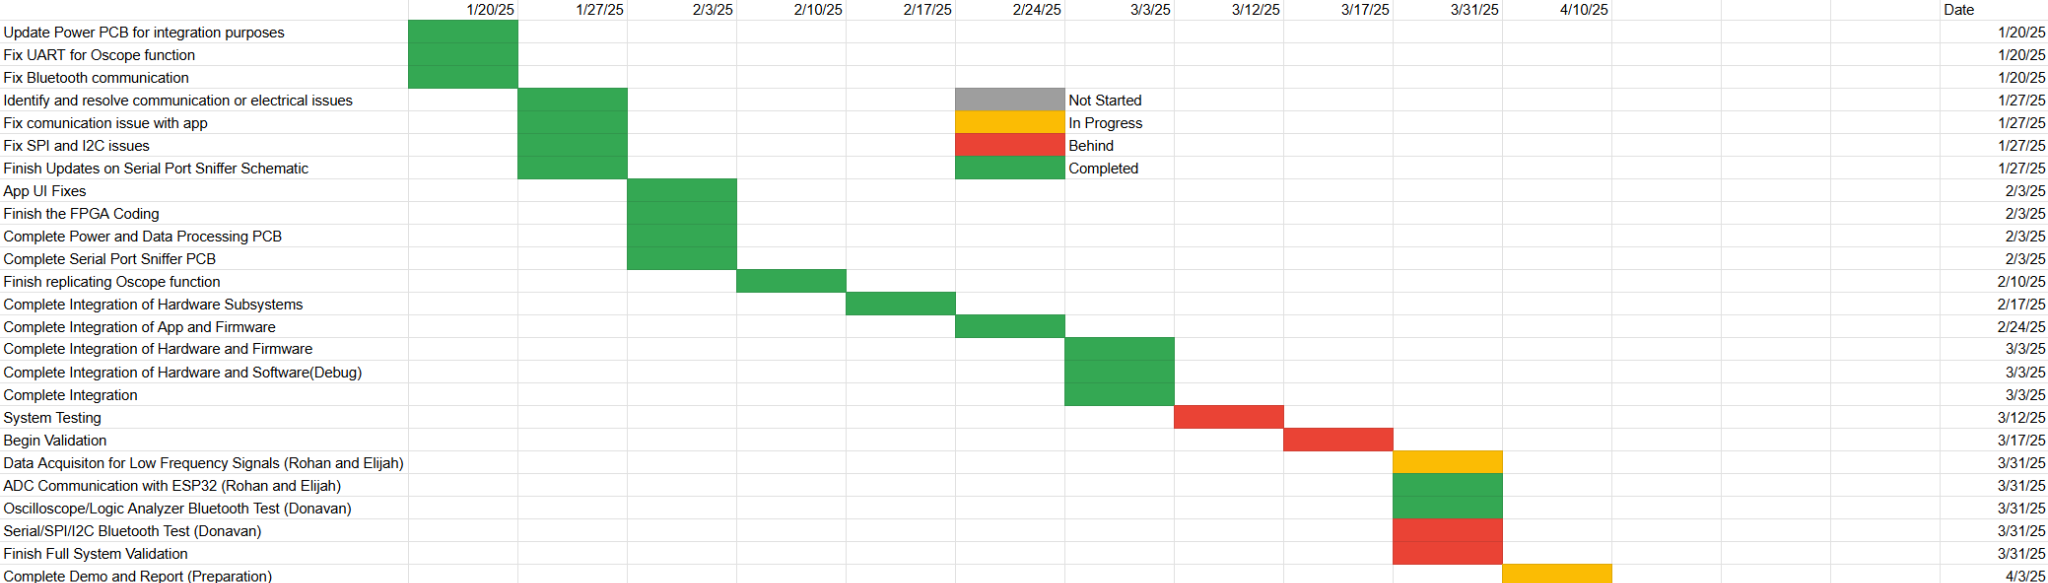 1/20/25 1/27/25 2/3/25 2/10/25 2/17/25 2/24/25 3/3/25 3/12/25 3/17/25 3/31/25 4/10/25 Date
Update Power PCB for integration purposes 1/20/25
Fix UART for Oscope function 1/20/25
Fix Bluetooth communication 1/20/25
Identify and resolve communication or electrical issues Not Started 1/27/25
Fix comunication issue with app In Progress 1/27/25
Fix SPI and I2C issues Behind 1/27/25
Finish Updates on Serial Port Sniffer Schematic Completed 1/27/25
App UI Fixes 2/3/25
Finish the FPGA Coding 2/3/25
Complete Power and Data Processing PCB 2/3/25
Complete Serial Port Sniffer PCB 2/3/25
Finish replicating Oscope function 2/10/25
Complete Integration of Hardware Subsystems 2/17/25
Complete Integration of App and Firmware 2/24/25
Complete Integration of Hardware and Firmware 3/3/25
Complete Integration of Hardware and Software(Debug) 3/3/25
Complete Integration 3/3/25
System Testing 3/12/25
Begin Validation 3/17/25
Data Acquisiton for Low Frequency Signals (Rohan and Elijah) 3/31/25
ADC Communication with ESP32 (Rohan and Elijah) 3/31/25
Oscilloscope/Logic Analyzer Bluetooth Test (Donavan) 3/31/25
Serial/SPI/I2C Bluetooth Test (Donavan) 3/31/25
Finish Full System Validation 3/31/25
Complete Demo and Report (Preparation) 4/3/25